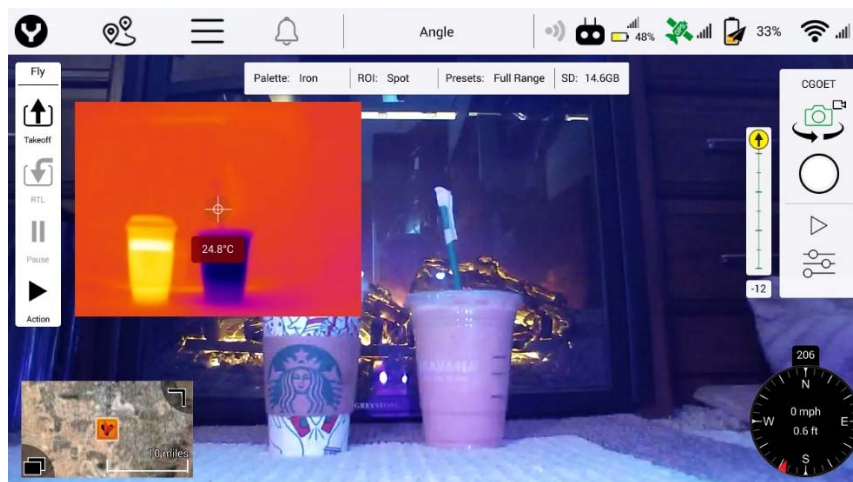 Angle
48%
33%
Fly
Takeoff
RTL
Pause
Action
Palette: Iron
ROI: Spot
Presets: Full Range
SD: 14.6GB
CGOET
24.8°C
-12
GREYSTONE
10 miles
206
N
W
E
S
0 mph
0.6 ft